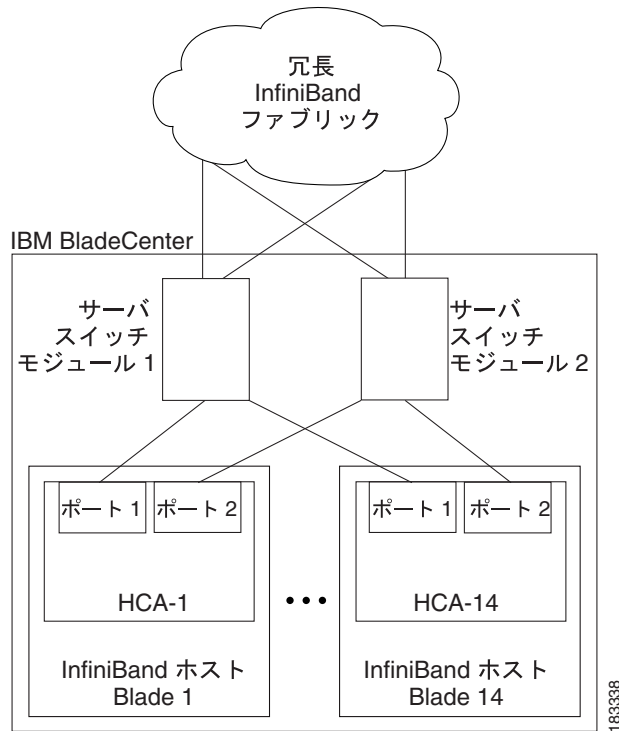 冗長
InfiniBand
ファブリック
IBM BladeCenter
サーバ
スイッチ
モジュール 1
サーバ
スイッチ
モジュール 2
ポート 1
ポート 2
ポート 1
ポート 2
HCA-1
•••
HCA-14
InfiniBand ホスト
Blade 1
InfiniBand ホスト
Blade 14
183338